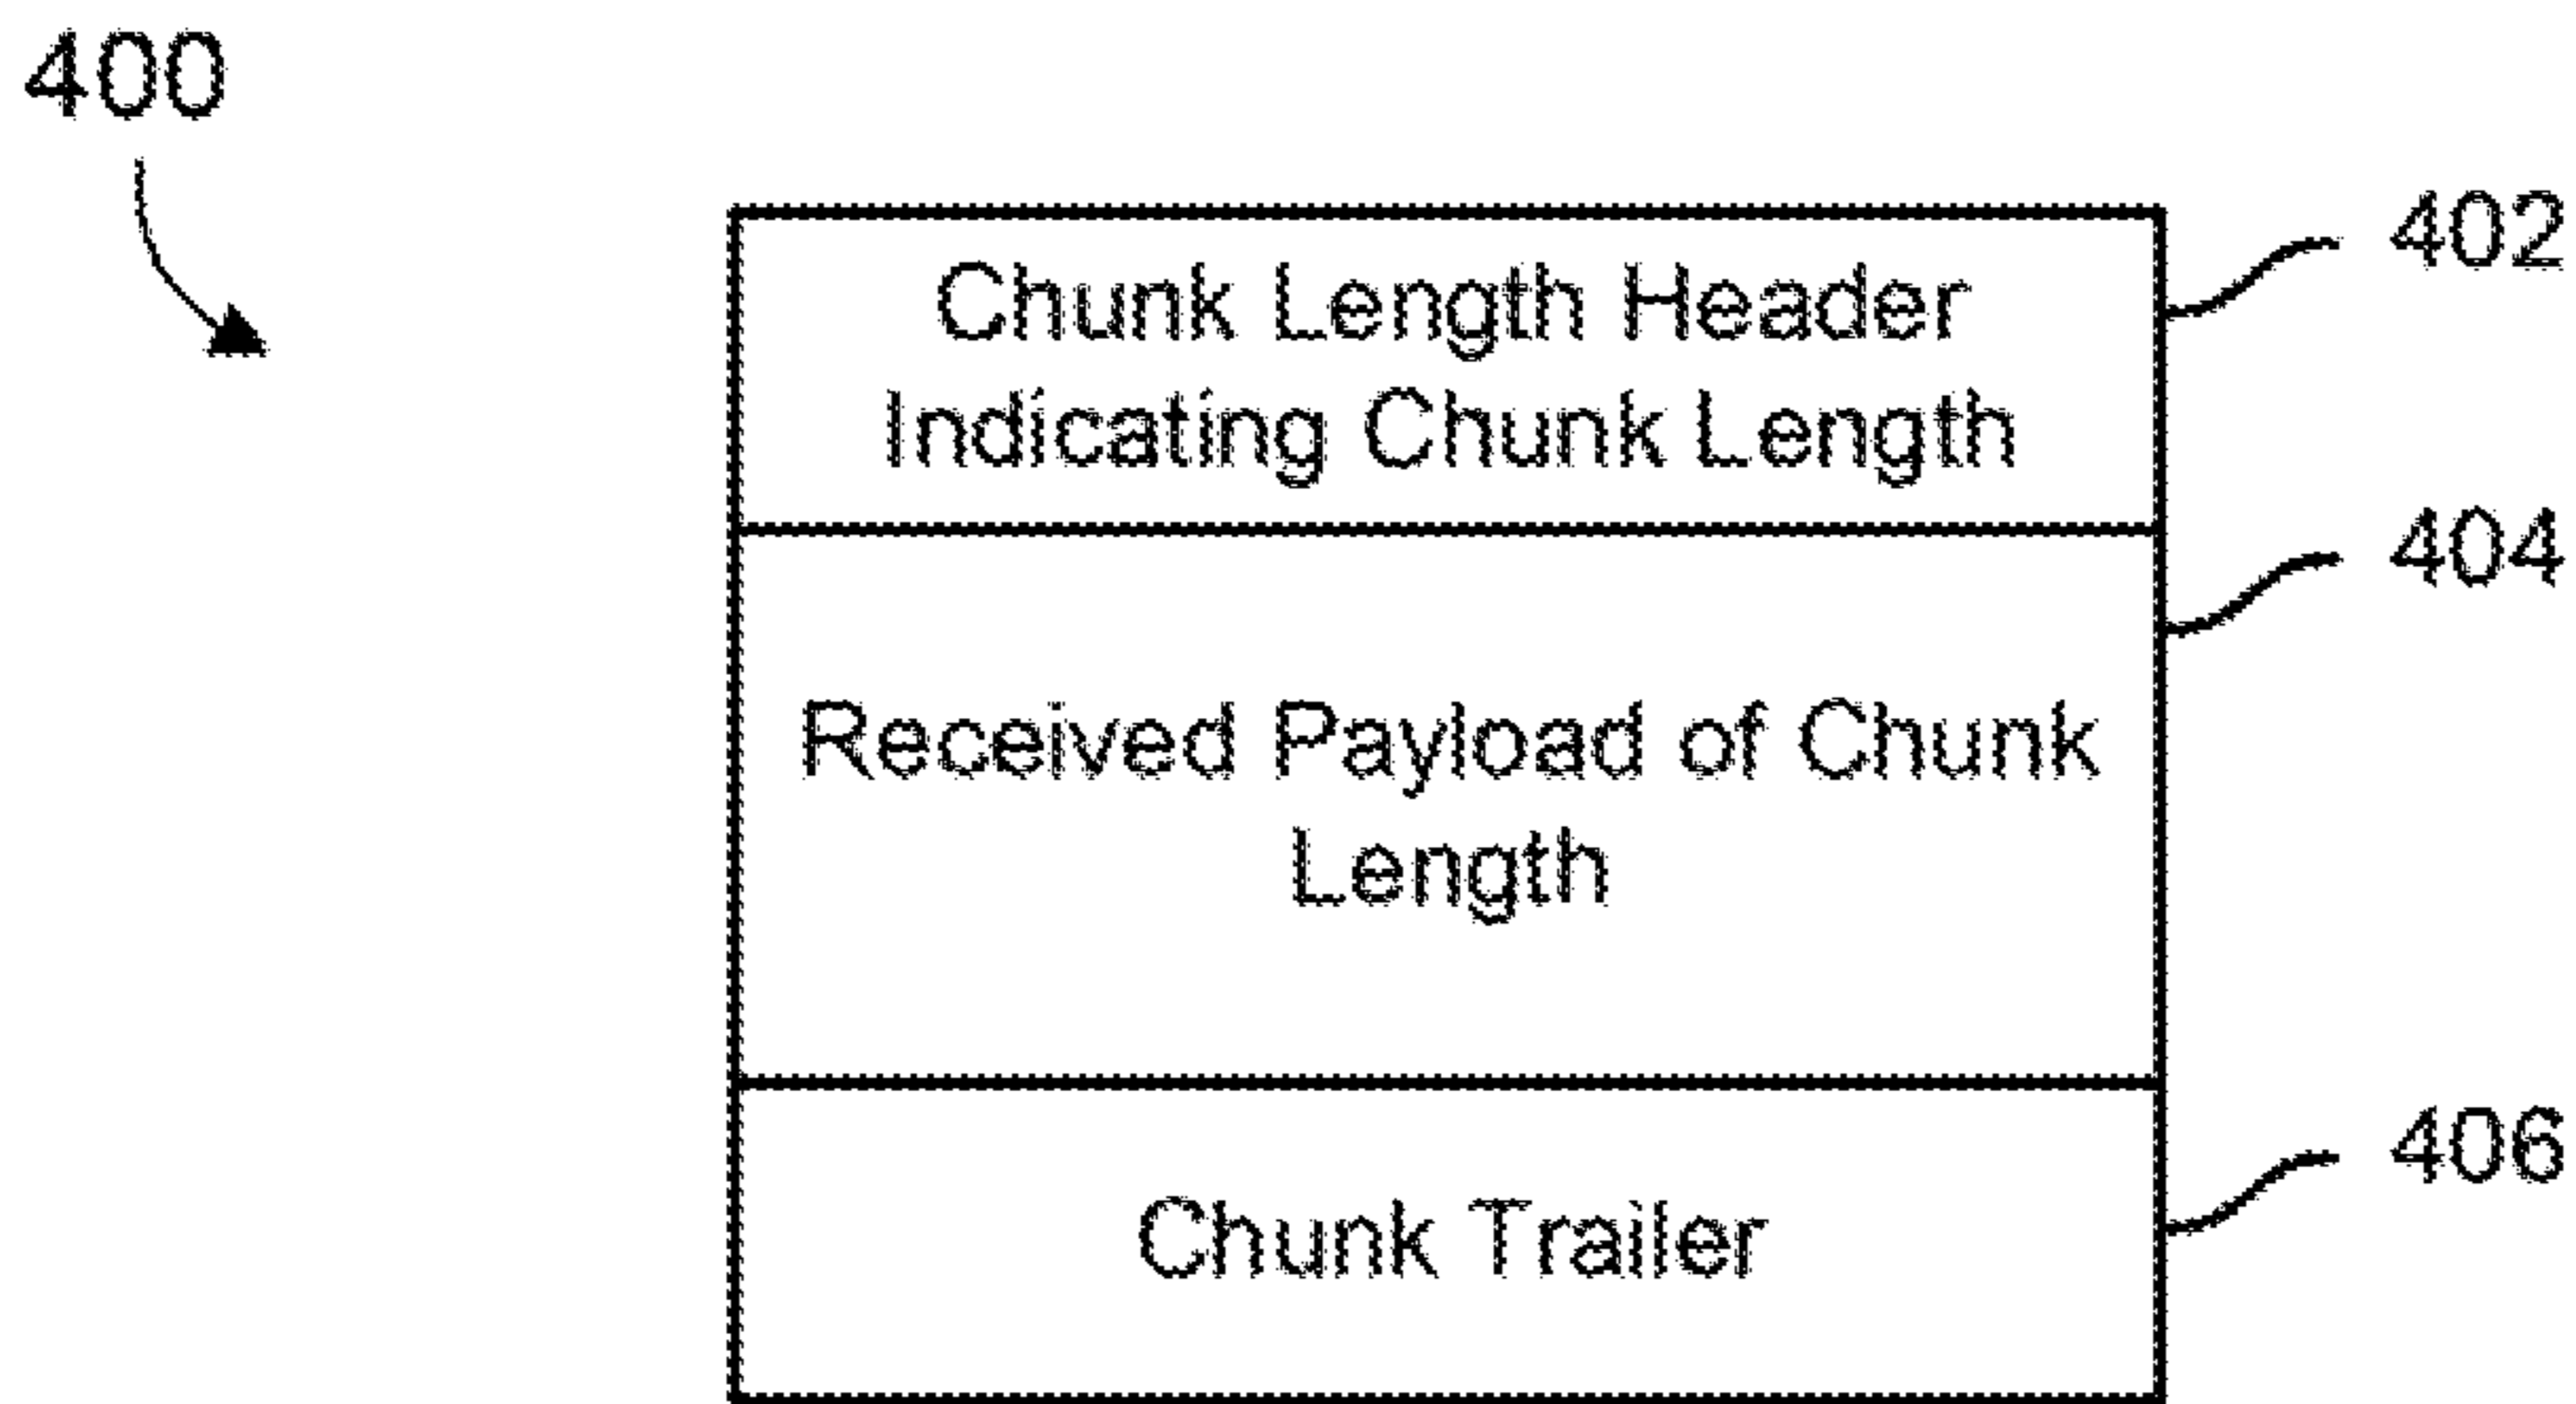 400
402
Chunk Length Header
Indicating Chunk Length
404
Received Payload of Chunk
Length
406
Chunk Trailer